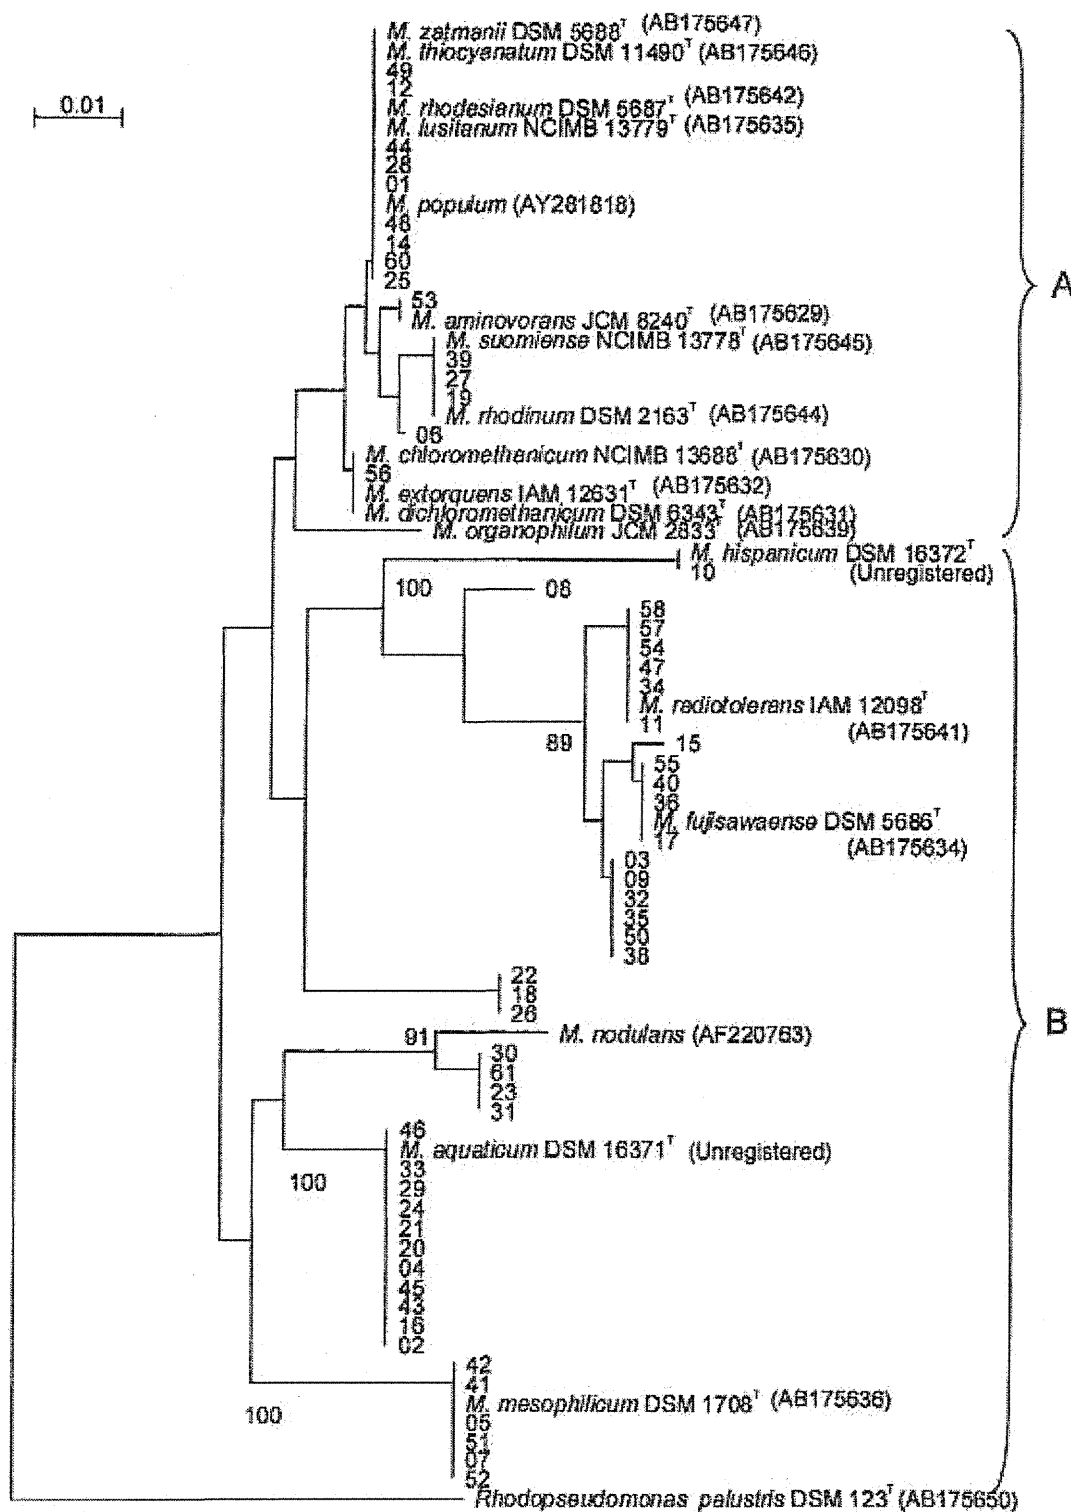 M. zatmanii DSM 5688T (AB175647)
M. thiocyanatum DSM 11490T (AB175646)
49
12
0.01
M. rhodesianum DSM 5687T (AB175642)
M. lusitanum NCIMB 13779T (AB175635)
44
28
01
M. populum (AY281818)
48
14
60
25
A
53
M. aminovorans JCM 8240T (AB175629)
M. suomiense NCIMB 13778T (AB175645)
39
27
19
M. rhodinum DSM 2163T (AB175644)
06
M. chloromethanicum NCIMB 13688T (AB175630)
56
M. extorquens IAM 12631T (AB175632)
M. dichloromethanicum DSM 6343T (AB175631)
M. organophilum JCM 2833T (AB175639)
M. hispanicum DSM 16372T
10 (Unregistered)
100
08
58
57
54
47
34
M. radiotolerans IAM 12098T
11 (AB175641)
89
15
55
40
36
M. fujisawaense DSM 5686T
17 (AB175634)
03
09
32
35
50
38
22
18
26
B
91
M. nodulans (AF220763)
30
61
23
31
46
M. aquaticum DSM 16371T (Unregistered)
33
100
29
24
21
20
04
45
43
16
02
42
41
M. mesophilicum DSM 1708T (AB175636)
100
05
51
07
52
Rhodopseudomonas palustris DSM 123T (AB175650)